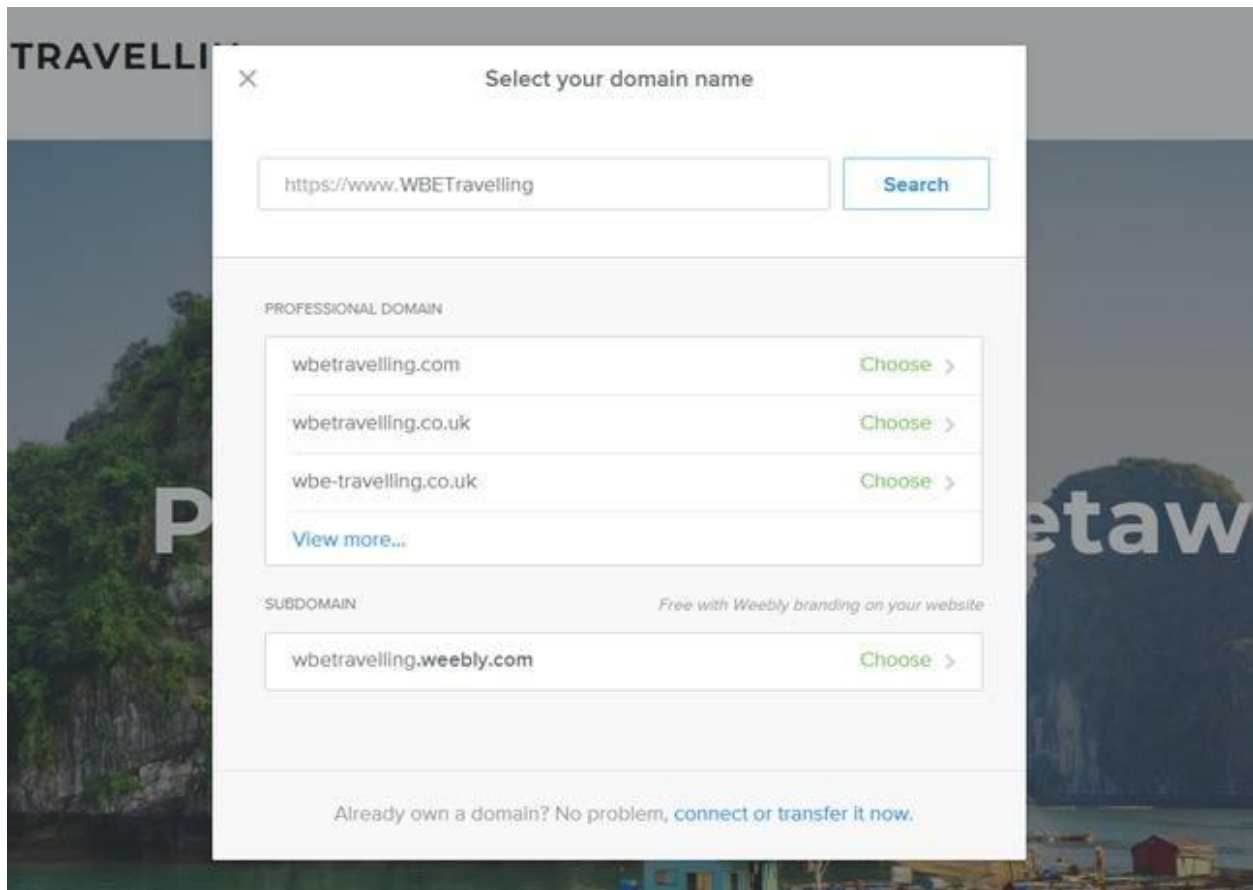 TRAVELLI
Select your domain name
https://www.WBETravelling
Search
PROFESSIONAL DOMAIN
wbetravelling.com Choose
wbetravelling.co.uk Choose
wbe-travelling.co.uk Choose
P etaw
View more...
SUBDOMAIN Free with Weebly branding on your website
wbetravelling.weebly.com Choose
Already own a domain? No problem, connect or transfer it now.